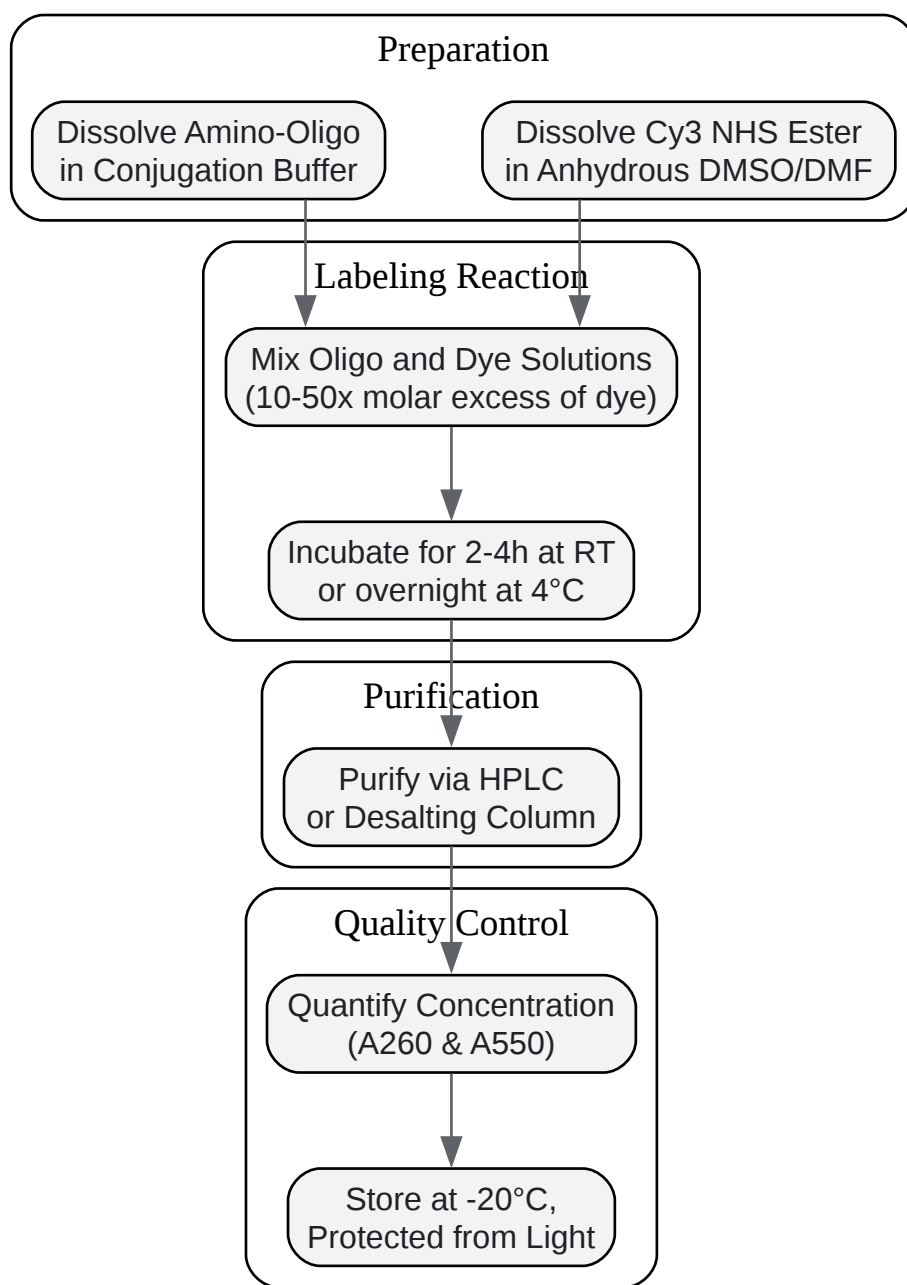 Preparation
Dissolve Amino-Oligo
in Conjugation Buffer
Dissolve Cy3 NHS Ester
in Anhydrous DMSO/DMF
Labeling Reaction
Mix Oligo and Dye Solutions
(10-50x molar excess of dye)
Incubate for 2-4h at RT
or overnight at 4°C
Purification
Purify via HPLC
or Desalting Column
Quality Control
Quantify Concentration
(A260 & A550)
Store at -20°C,
Protected from Light